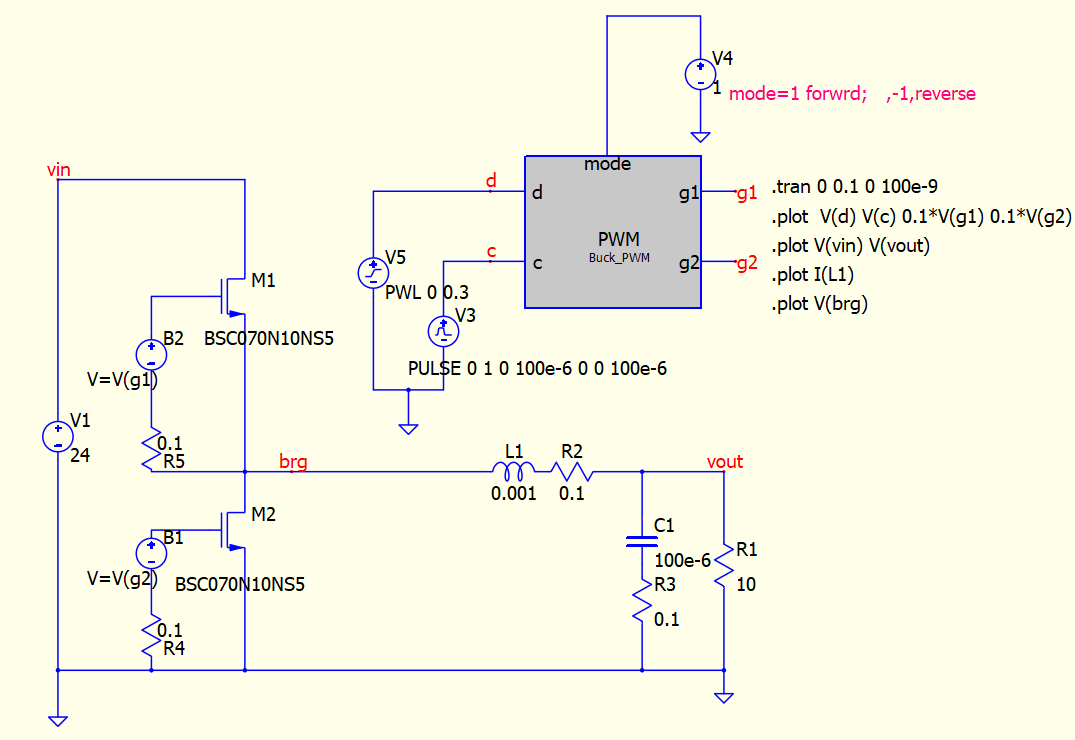 V4
1
mode=1 forwrd;   ,-1,reverse
vin
mode
d
d
g1
g1
.tran 0 0.1 0 100e-9
.plot  V(d) V(c) 0.1*V(g1) 0.1*V(g2)
PWM
Buck_PWM
.plot V(vin) V(vout)
c
c
g2
g2
V5
.plot I(L1)
M1
PWL 0 0.3
.plot V(brg)
V3
B2
BSC070N10NS5
V=V(g1)
PULSE 0 1 0 100e-6 0 0 100e-6
V1
24
0.1
R5
brg
L1
R2
vout
0.001
0.1
M2
B1
C1
100e-6
R1
V=V(g2)
BSC070N10NS5
R3
10
0.1
0.1
R4